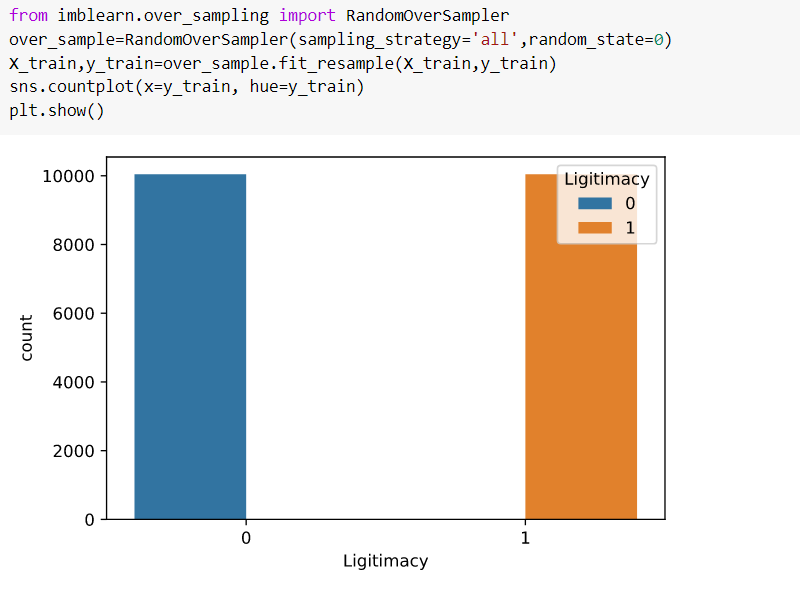 from imblearn.over_sampling import RandomOverSampler
over_sample=RandomOverSampler(sampling_strategy='all',random_state=0)
X_train,y_train=over_sample.fit_resample(X_train,y_train)
sns.countplot(x=y_train, hue=y_train)
plt.show()
Ligitimacy
0
1
10000
8000
6000
4000
2000
0
count
0 1
Ligitimacy